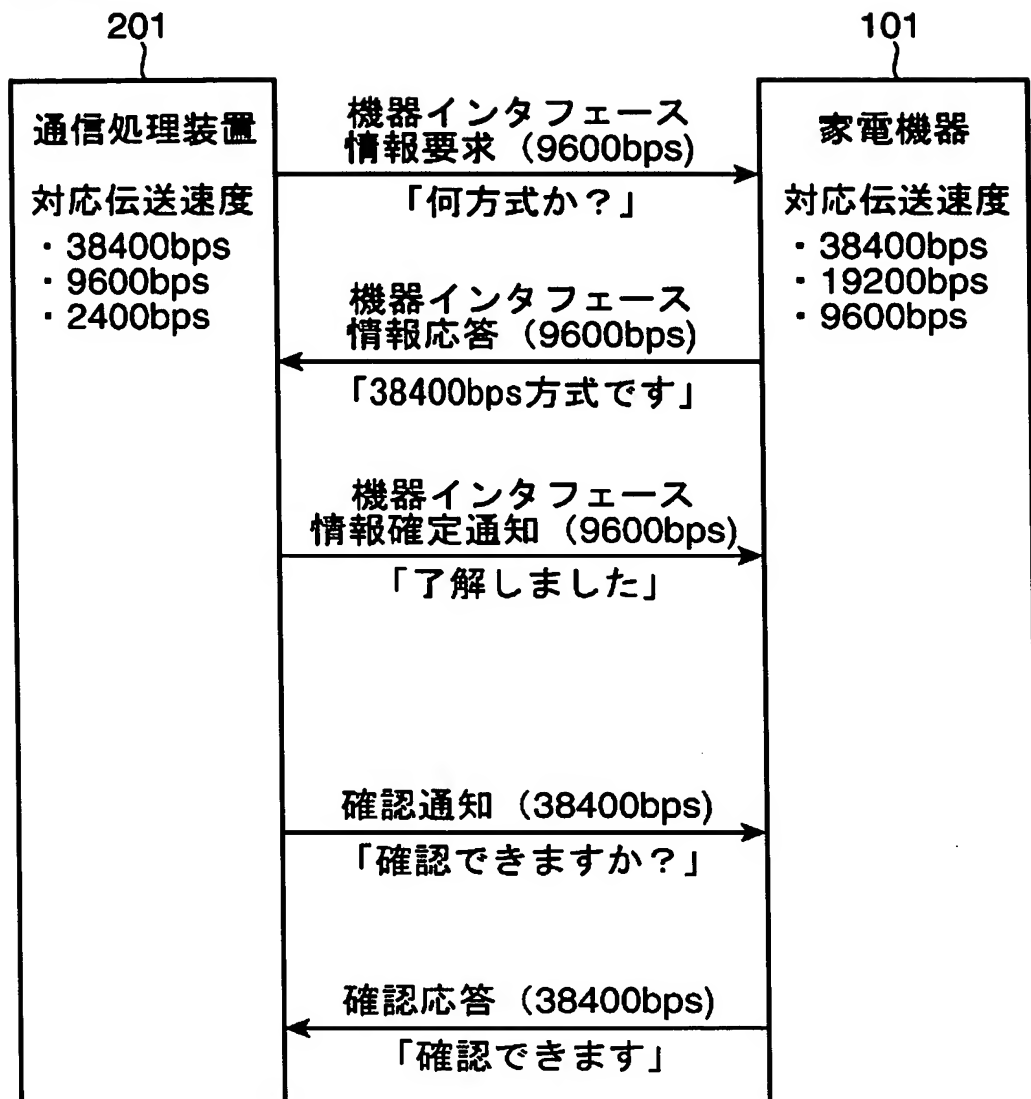 201
101
通信処理装置
対応伝送速度
・38400bps
・9600bps
・2400bps
家電機器
対応伝送速度
・38400bps
・19200bps
・9600bps
機器インタフェース
情報要求（9600bps)
「何方式か？」
機器インタフェース
情報応答（9600bps)
「38400bps方式です」
機器インタフェース
情報確定通知（9600bps)
「了解しました」
確認通知（38400bps)
「確認できますか？」
確認応答（38400bps)
「確認できます」